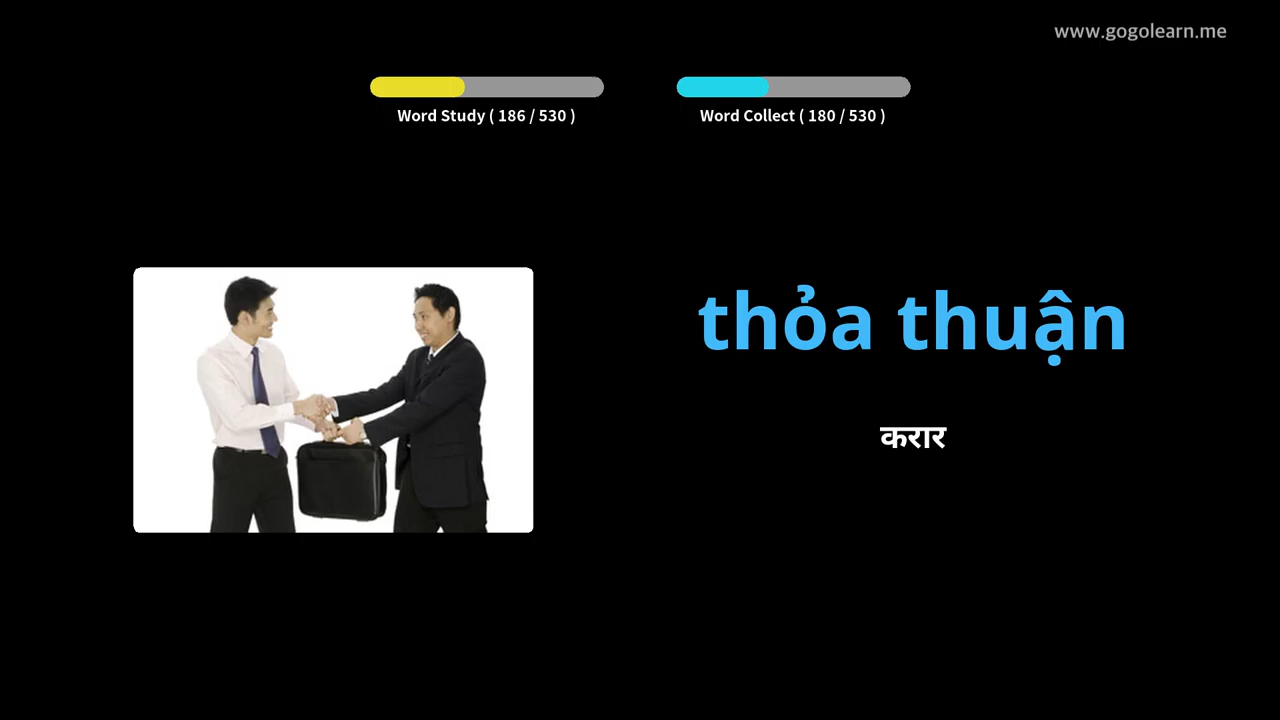 www.gogolearn.me
Word Study ( 186 / 530 )
Word Collect ( 180 / 530 )
thỏa thuận
करार